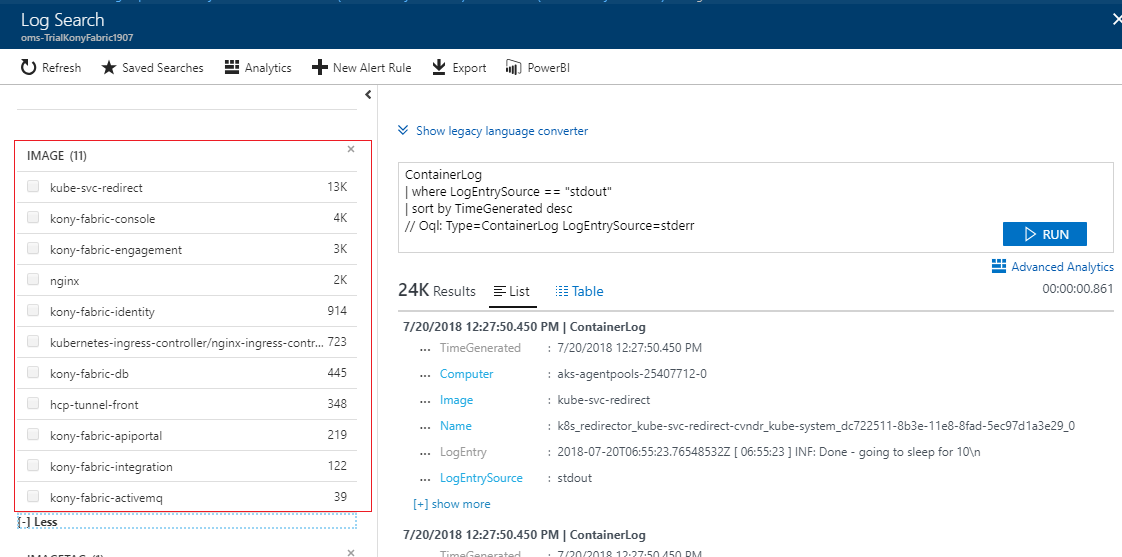 Log Search
oms-TrialKonyFabric1907
Refresh Saved Searches Analytics New Alert Rule Export PowerBI
IMAGE (11)
kube-svc-redirect 13K
kony-fabric-console 4K
kony-fabric-engagement 3K
nginx 2K
kony-fabric-identity 914
kubernetes-ingress-controller/nginx-ingress-contr... 723
kony-fabric-db 445
hcp-tunnel-front 348
kony-fabric-apiportal 219
kony-fabric-integration 122
kony-fabric-activemq 39
[-] Less
IMAGETAG (1)
Show legacy language converter
ContainerLog
| where LogEntrySource == "stdout"
| sort by TimeGenerated desc
// Oql: Type=ContainerLog LogEntrySource=stderr
RUN
Advanced Analytics
24K Results List Table 00:00:00.861
7/20/2018 12:27:50.450 PM | ContainerLog
... TimeGenerated : 7/20/2018 12:27:50.450 PM
... Computer : aks-agentpools-25407712-0
... Image : kube-svc-redirect
... Name : k8s_redirector_kube-svc-redirect-cvndr_kube-system_dc722511-8b3e-11e8-8fad-5ec97d1a3e29_0
... LogEntry : 2018-07-20T06:55:23.76548532Z [ 06:55:23 ] INF: Done - going to sleep for 10\n
... LogEntrySource : stdout
[+] show more
7/20/2018 12:27:50.450 PM | ContainerLog
... TimeGenerated : 7/20/2018 12:27:50.450 PM